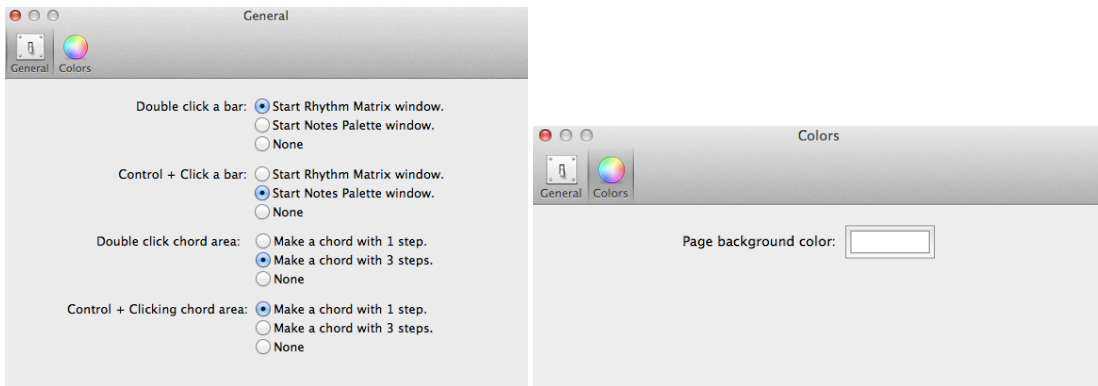 General
General Colors
Double click a bar: Start Rhythm Matrix window.
Start Notes Palette window.
None
Control + Click a bar: Start Rhythm Matrix window.
Start Notes Palette window.
None
Double click chord area: Make a chord with 1 step.
Make a chord with 3 steps.
None
Control + Clicking chord area: Make a chord with 1 step.
Make a chord with 3 steps.
None
Colors
General Colors
Page background color: